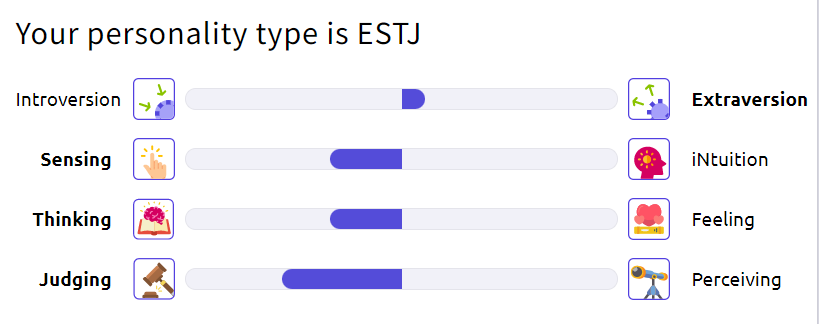 Your personality type is ESTJ
Introversion Extraversion
Sensing iNtuition
Thinking Feeling
Judging Perceiving